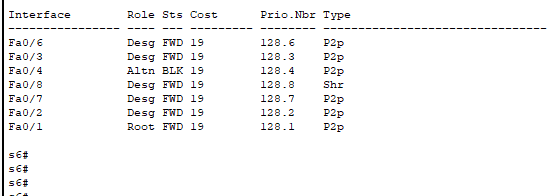 Interface        Role Sts Cost      Prio.Nbr Type
---------------- ---- --- --------- -------- --------------------------------
Fa0/6            Desg FWD 19        128.6    P2p
Fa0/3            Desg FWD 19        128.3    P2p
Fa0/4            Altn BLK 19        128.4    P2p
Fa0/8            Desg FWD 19        128.8    Shr
Fa0/7            Desg FWD 19        128.7    P2p
Fa0/2            Desg FWD 19        128.2    P2p
Fa0/1            Root FWD 19        128.1    P2p
s6#
s6#
s6#
s6#